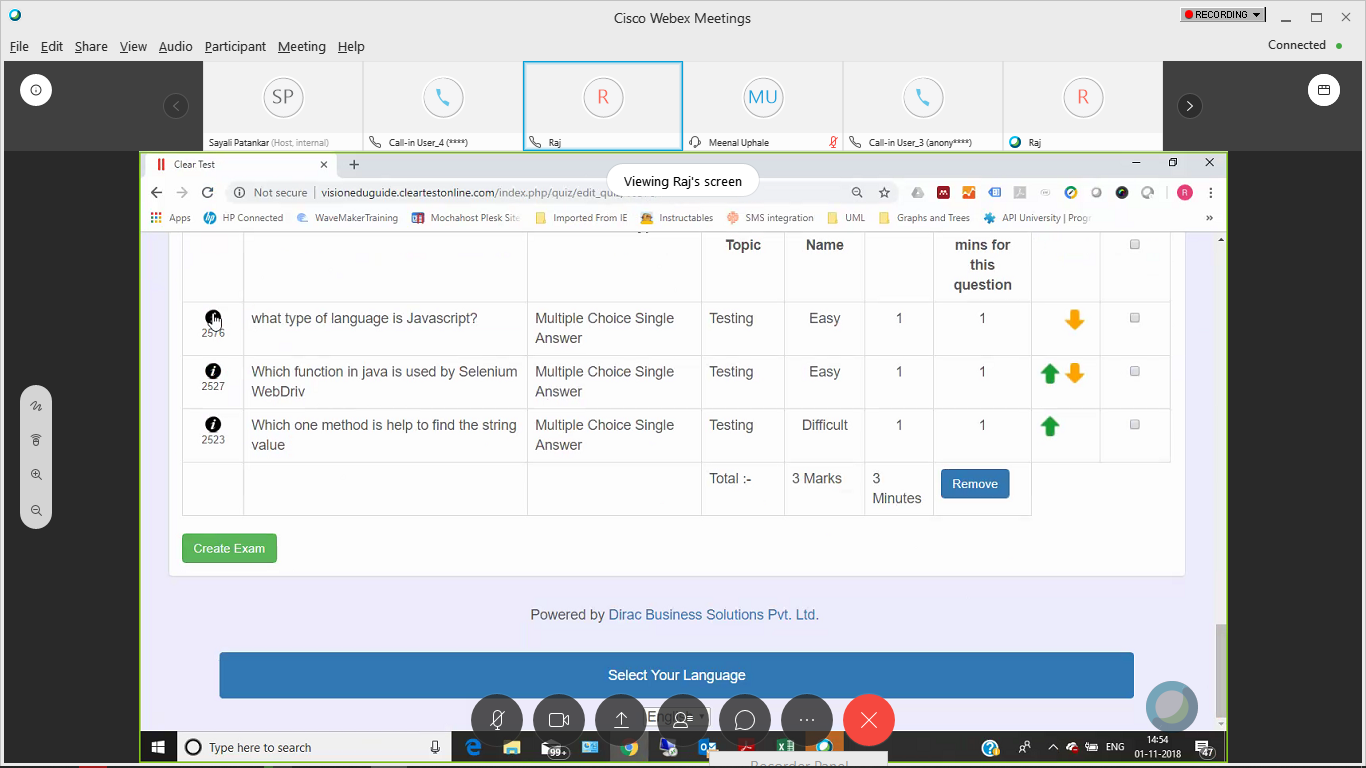 Cisco Webex Meetings
RECORDING
File Edit Share View Audio Participant Meeting Help
Connected
SP
R
MU
R
Sayali Patankar (Host, internal)
Call-in User_4 (****)
Raj
Meenal Uphale
Call-in User_3 (anony****)
Raj
Clear Test
Viewing Raj's screen
Not secure
visioneduguide.cleartestonline.com/index.php/quiz/edit_qu
R
Apps
HP Connected
WaveMakerTraining
Mochahost Plesk Site
Imported From IE
Instructables
SMS integration
UML
Graphs and Trees
API University | Progr
Topic
Name
mins for
this
question
2576
what type of language is Javascript?
Multiple Choice Single
Answer
Testing
Easy
1
1
2527
Which function in java is used by Selenium
WebDriv
Multiple Choice Single
Answer
Testing
Easy
1
1
2523
Which one method is help to find the string
value
Multiple Choice Single
Answer
Testing
Difficult
1
1
Total :-
3 Marks
3
Minutes
Remove
Create Exam
Powered by Dirac Business Solutions Pvt. Ltd.
Select Your Language
Type here to search
99+
ENG
14:54
01-11-2018
47
Recorder Panel